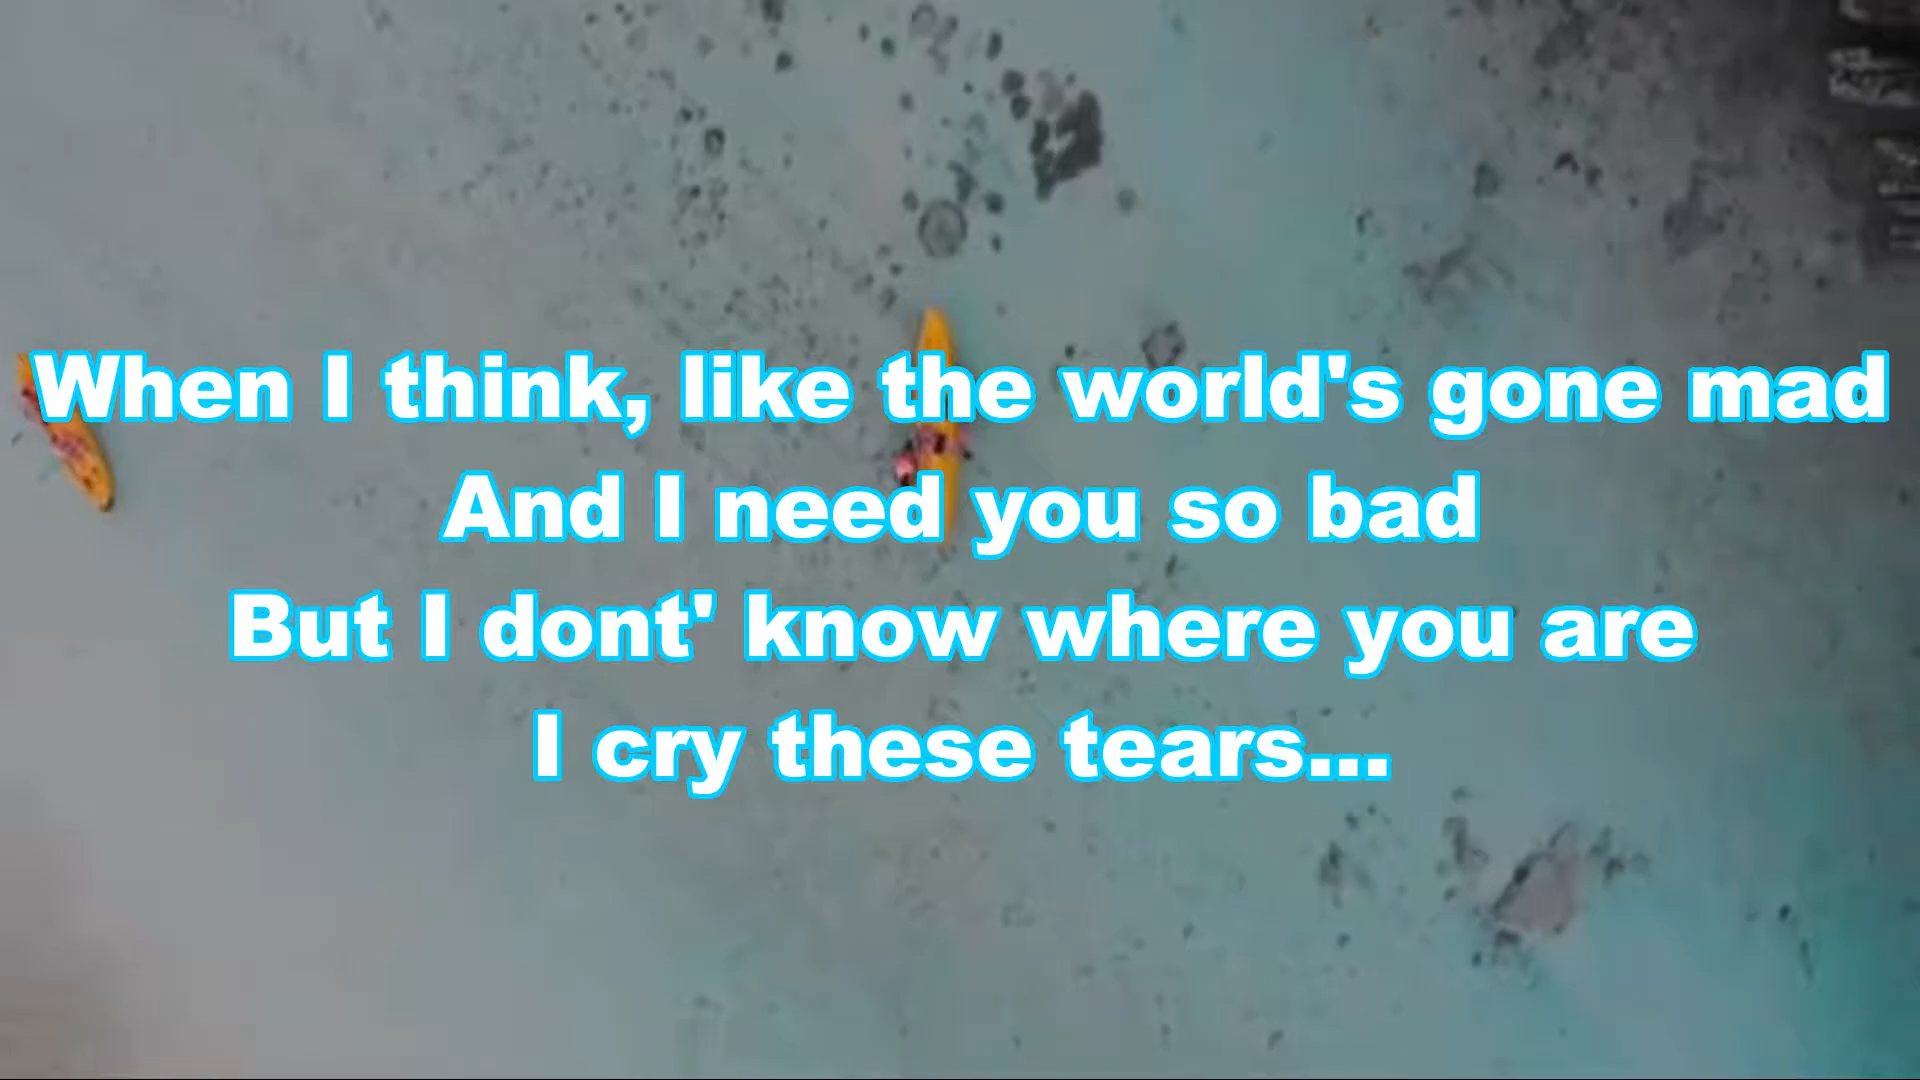 When I think, like the world's gone mad
And I need you so bad
But I dont' know where you are
I cry these tears...